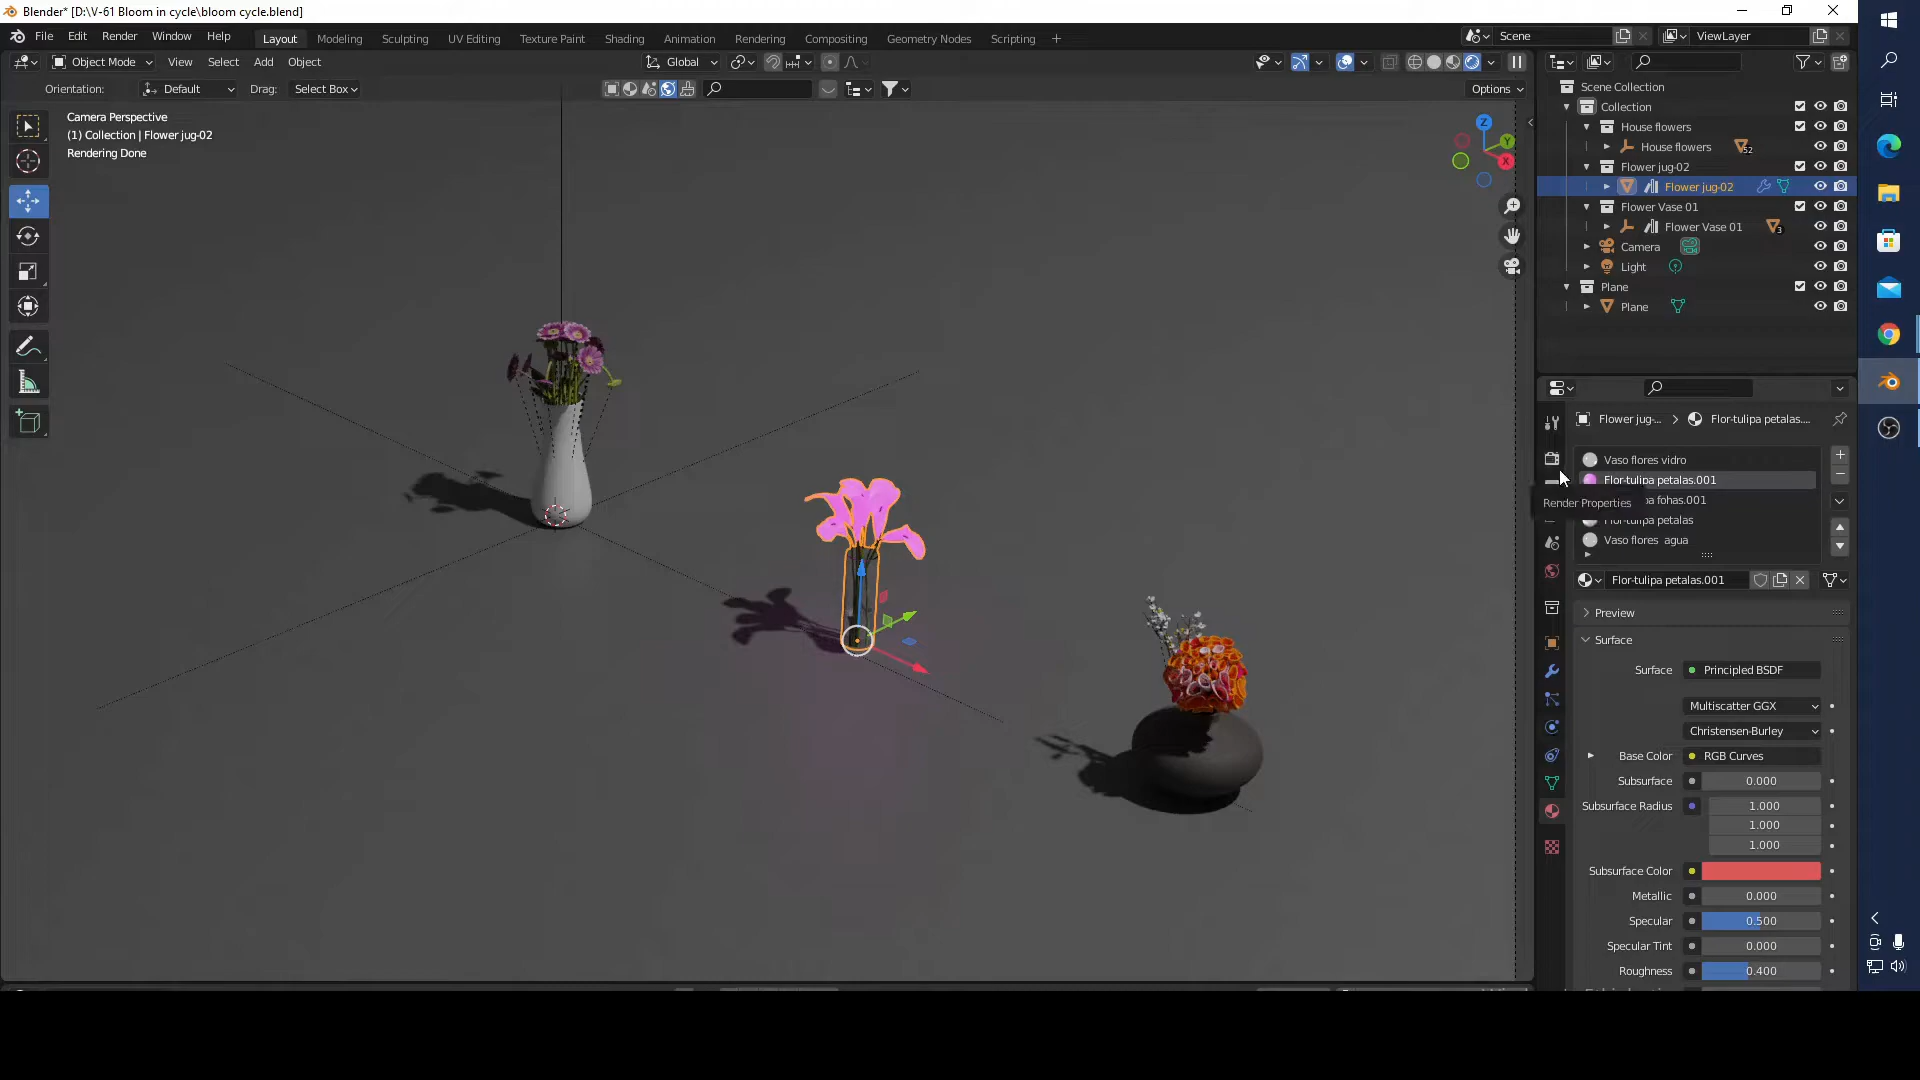 Blender* [D:\V-61 Bloom in cycle\bloom cycle.blend]
File Edit Render Window Help Layout Modeling Sculpting UV Editing Texture Paint Shading Animation Rendering Compositing Geometry Nodes Scripting + Scene ViewLayer
Object Mode View Select Add Object Global
Orientation: Default Drag: Select Box Options
Camera Perspective
(1) Collection | Flower jug-02
Rendering Done
Z
Y
X
Scene Collection
Collection
House flowers
House flowers 52
Flower jug-02
Flower jug-02
Flower Vase 01
Flower Vase 01 3
Camera
Light
Plane
Plane
Flower jug-... > Flor-tulipa petalas....
Vaso flores vidro
Flor-tulipa petalas.001
pa fohas.001
Render Properties
Flor-tulipa petalas
Vaso flores agua
Flor-tulipa petalas.001
Preview
Surface
Surface Principled BSDF
Multiscatter GGX
Christensen-Burley
Base Color RGB Curves
Subsurface 0.000
Subsurface Radius 1.000
1.000
1.000
Subsurface Color
Metallic 0.000
Specular 0.500
Specular Tint 0.000
Roughness 0.400